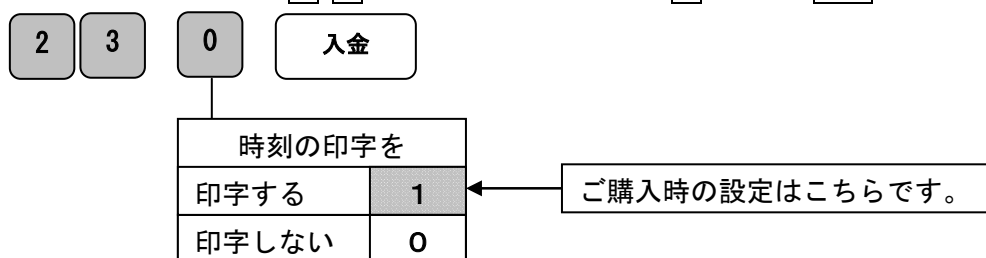 2 3 0 入金
時刻の印字を
印字する 1
ご購入時の設定はこちらです。
印字しない 0